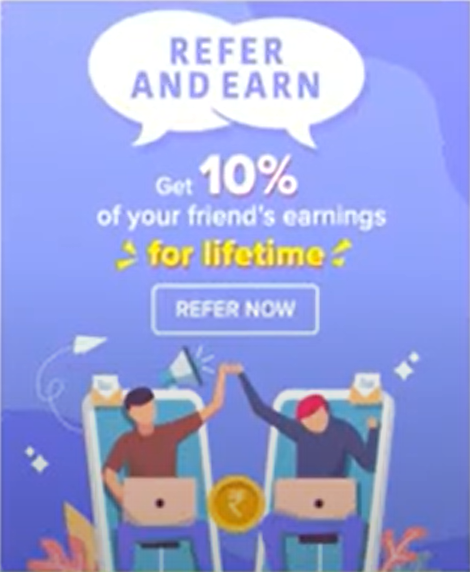 REFER
AND EARN
Get 10%
of your friend's earnings
for lifetime
REFER NOW
₹